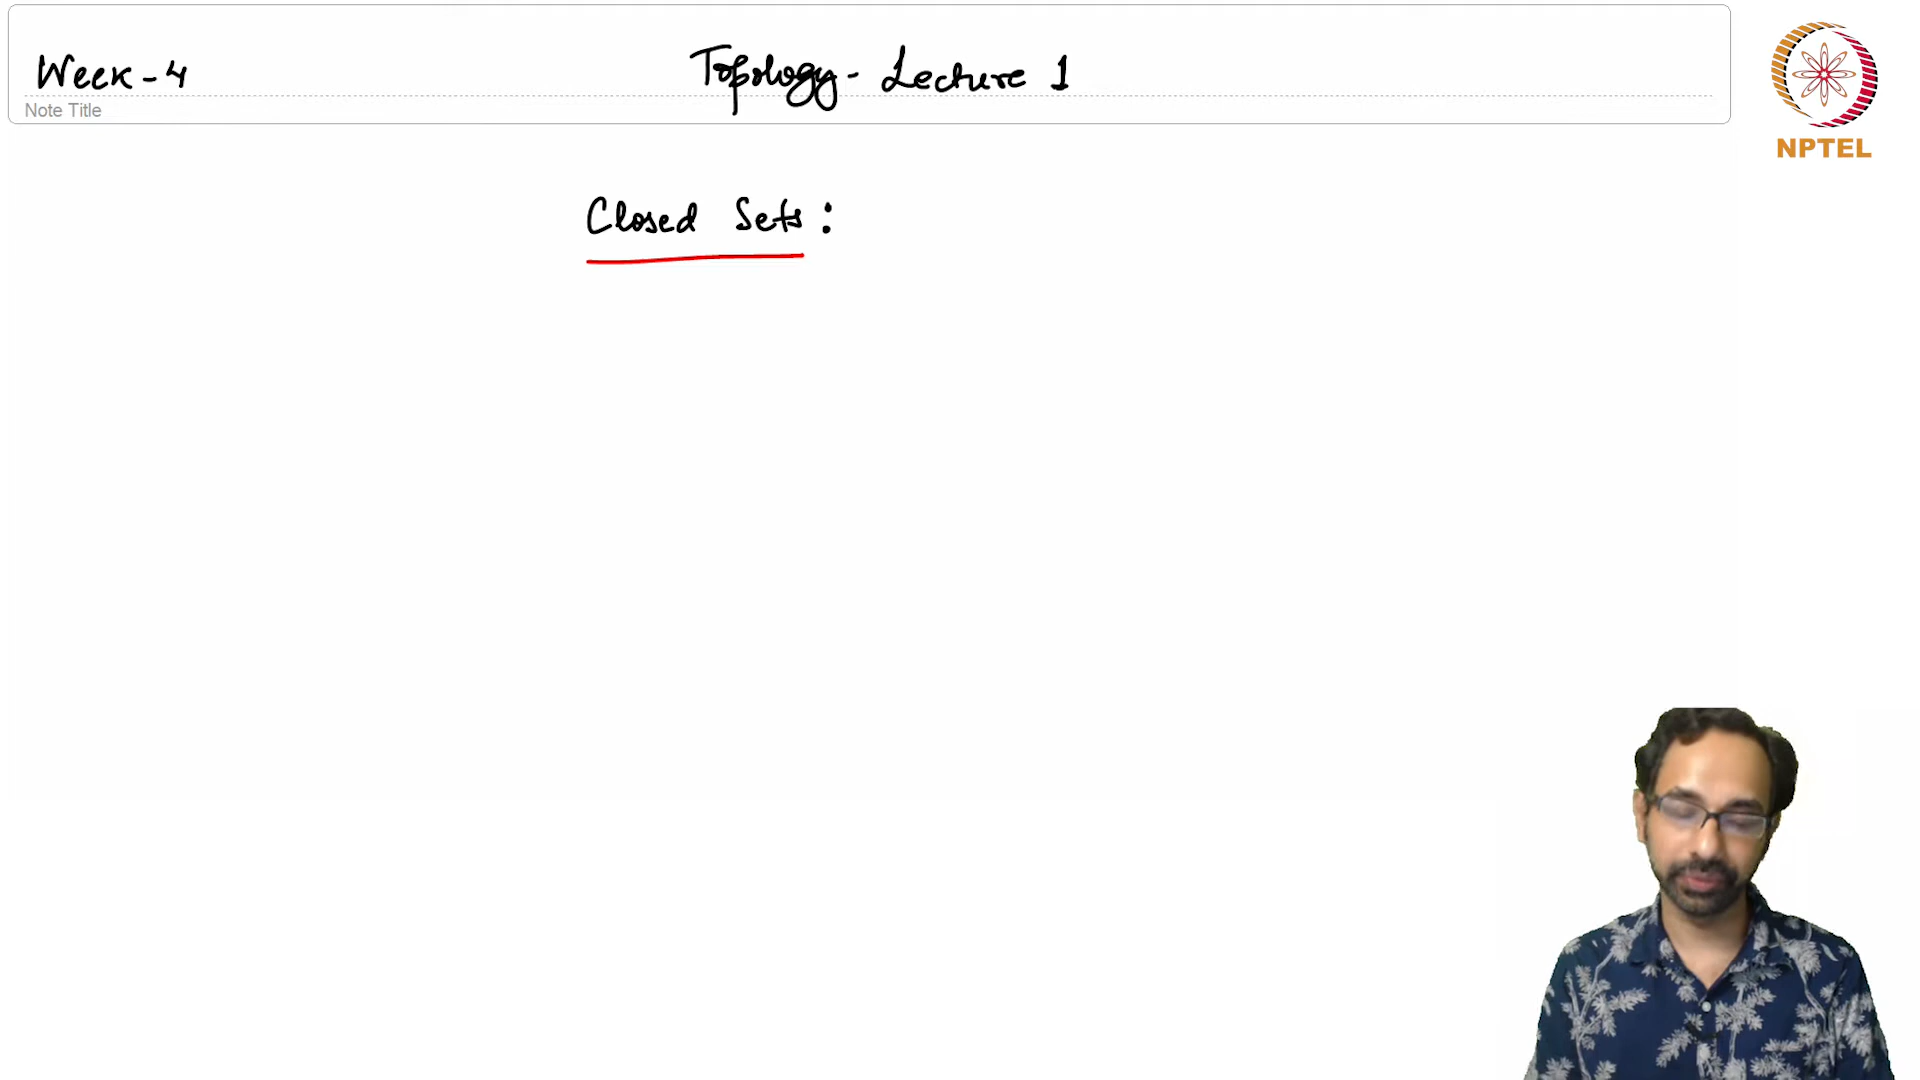 Week - 4
Topology - Lecture 1
Note Title
NPTEL
Closed Sets :